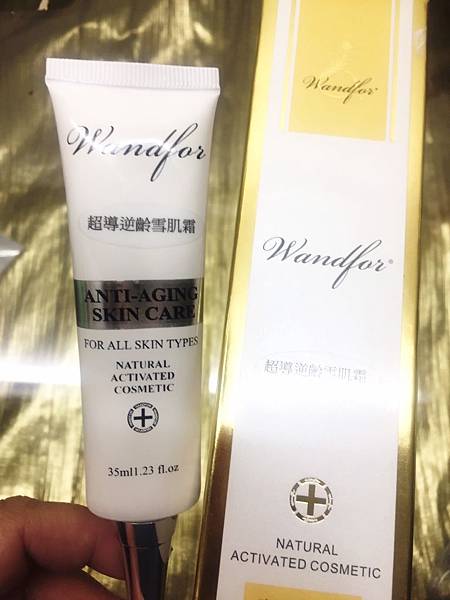 Wandfor
超導逆齡雪肌霜
ANTI-AGING
SKIN CARE
FOR ALL SKIN TYPES
NATURAL
ACTIVATED
COSMETIC
35ml1.23 fl.oz
Wandfor®
Wandfor®
超導逆齡雪肌霜
NATURAL
ACTIVATED COSMETIC